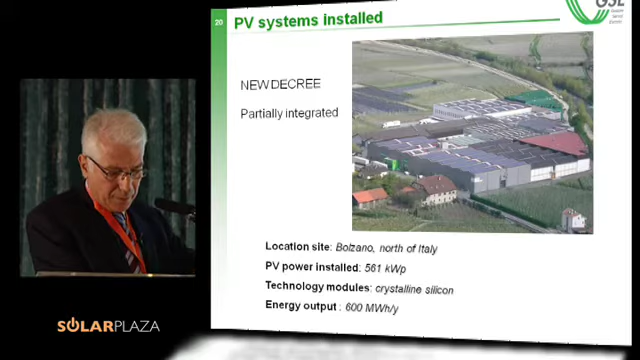 20 PV systems installed
GSE
NEW DECREE
Partially integrated
Location site: Bolzano, north of Italy
PV power installed: 561 kWp
Technology modules: crystalline silicon
Energy output : 600 MWh/y
SOLARPLAZA